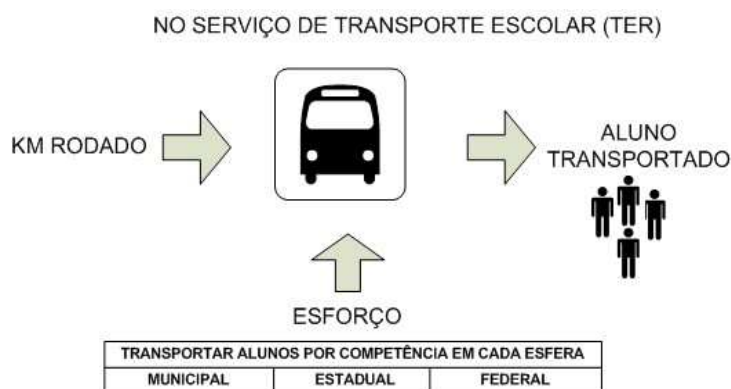 NO SERVIÇO DE TRANSPORTE ESCOLAR (TER)
KM RODADO
ALUNO
TRANSPORTADO
ESFORÇO
TRANSPORTAR ALUNOS POR COMPETÊNCIA EM CADA ESFERA
MUNICIPAL ESTADUAL FEDERAL